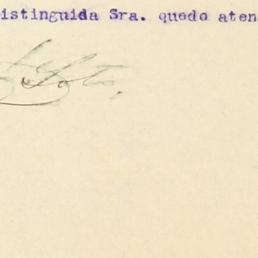 istinguida Sra. quedo aten